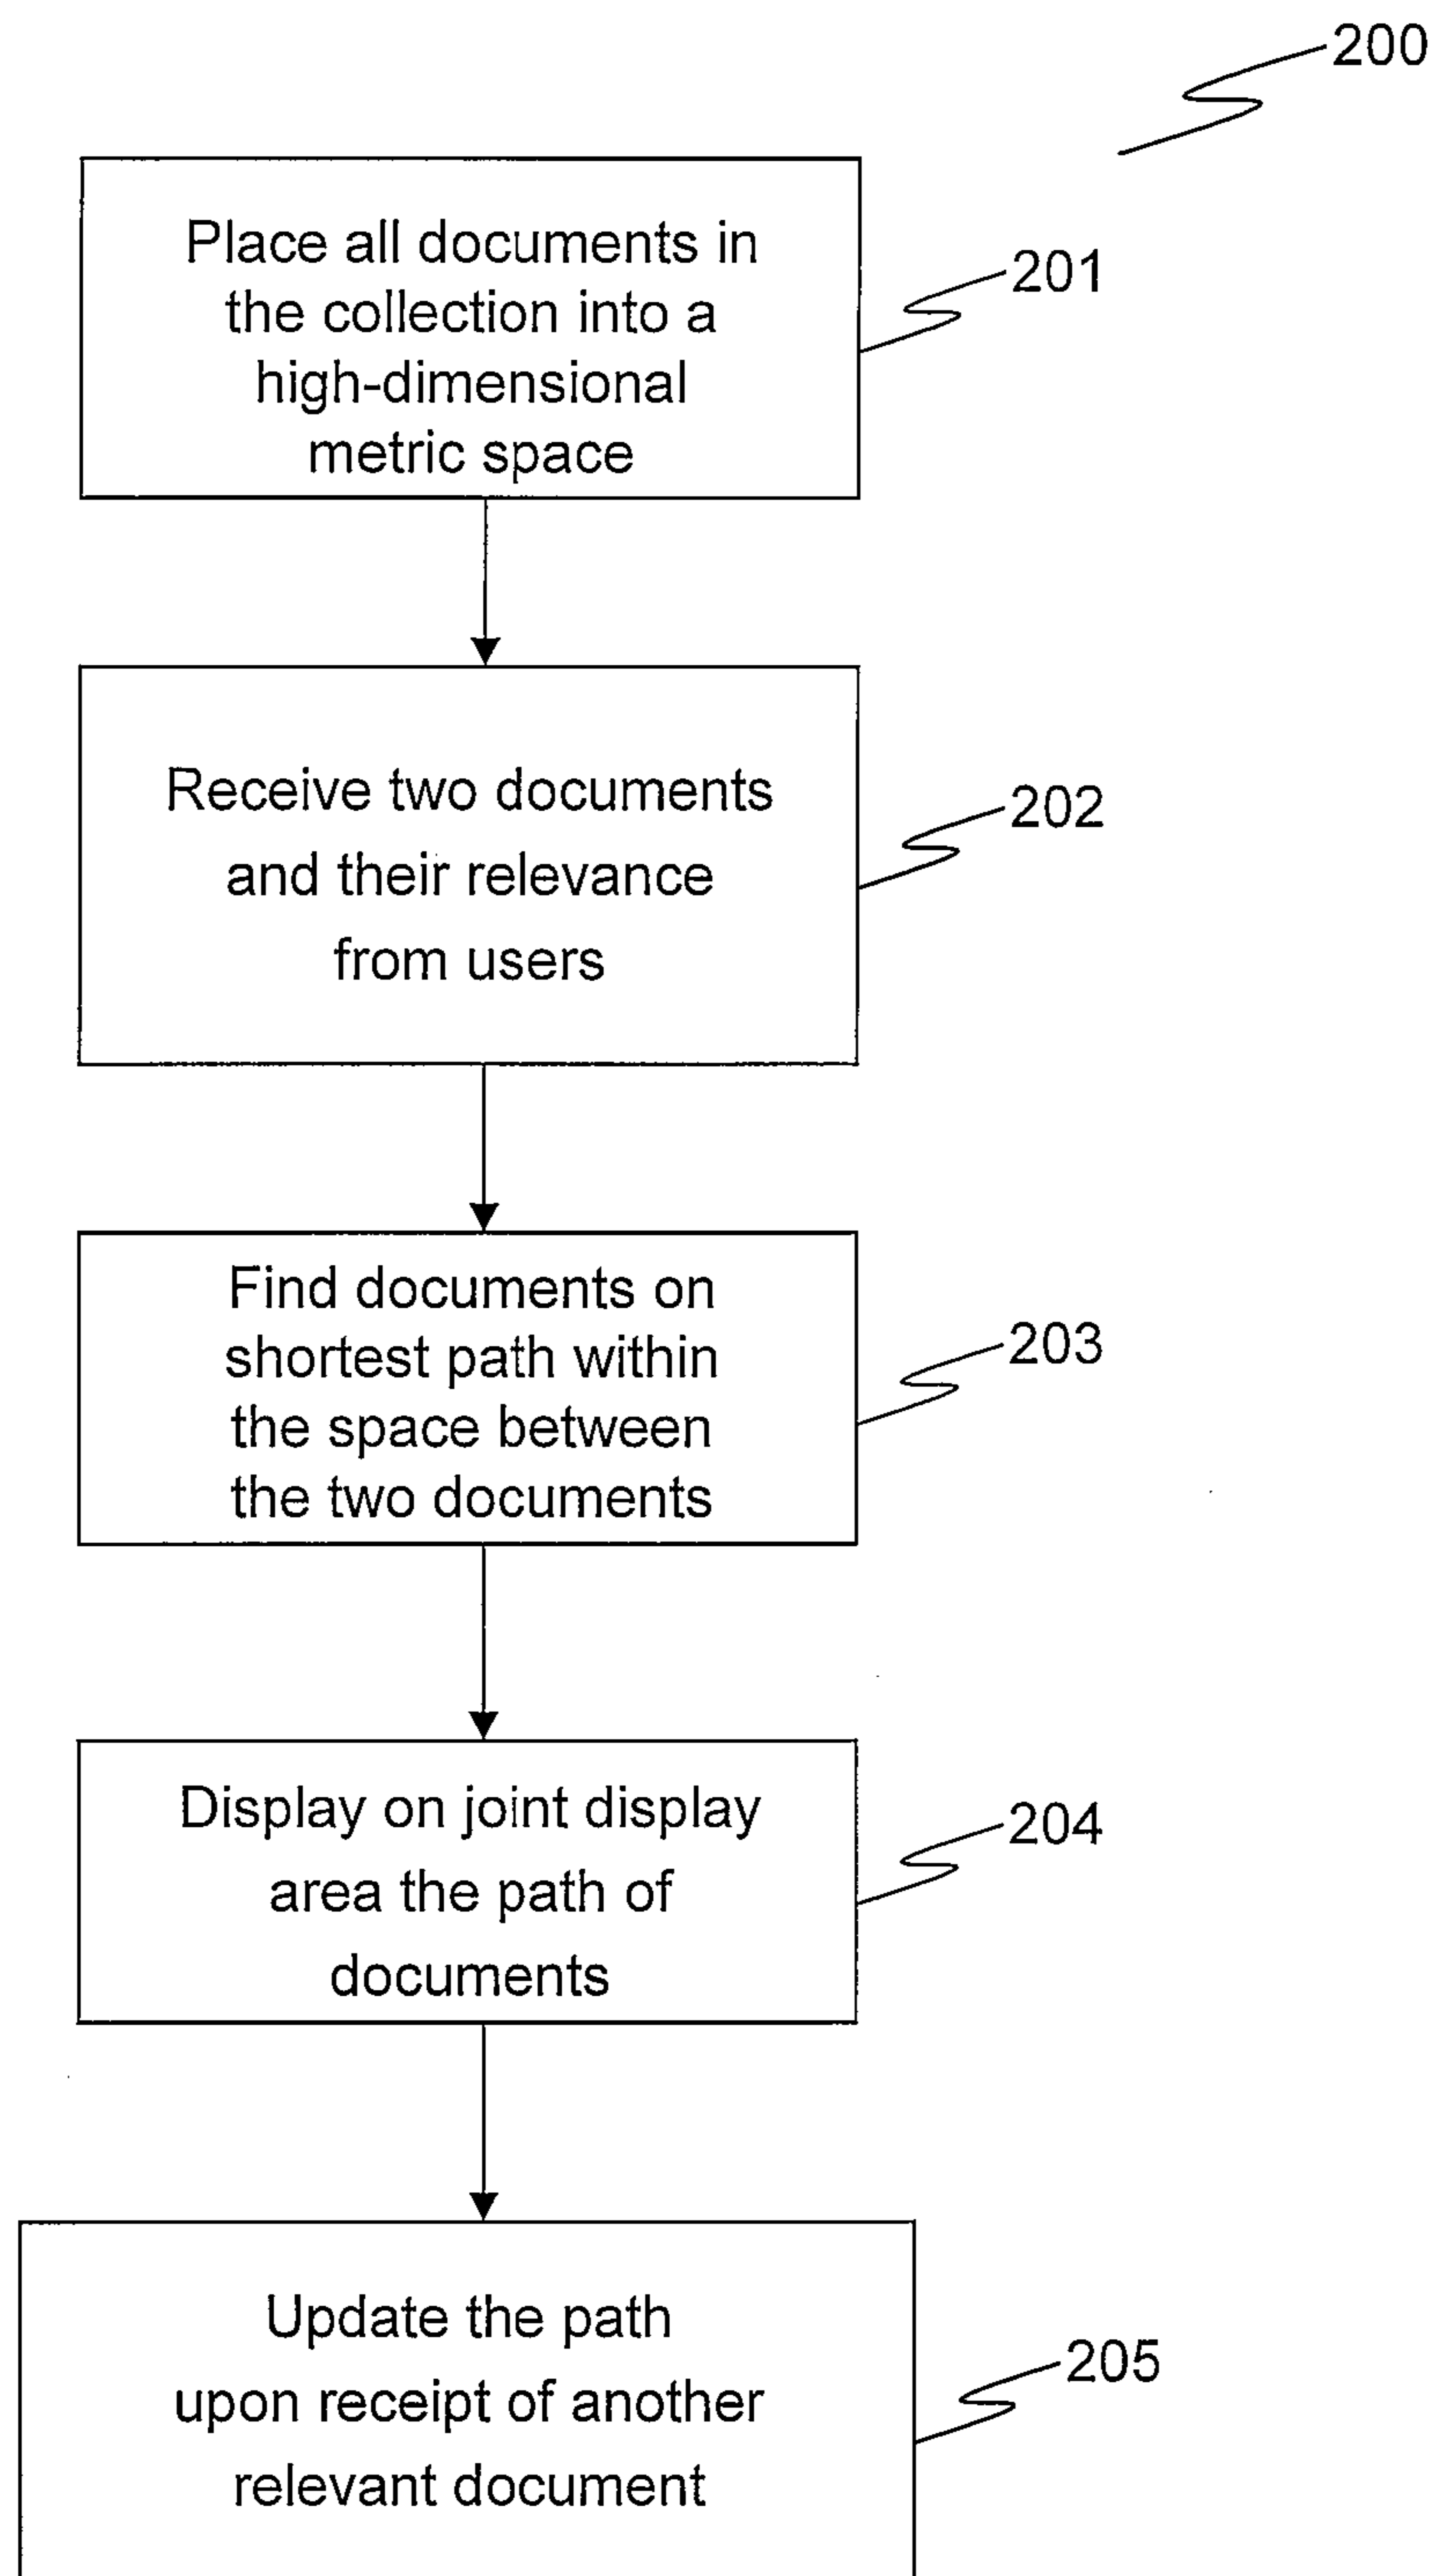 200
Place all documents in
the collection into a
high-dimensional
metric space
201
Receive two documents
and their relevance
from users
202
Find documents on
shortest path within
the space between
the two documents
203
Display on joint display
area the path of
documents
204
Update the path
upon receipt of another
relevant document
205